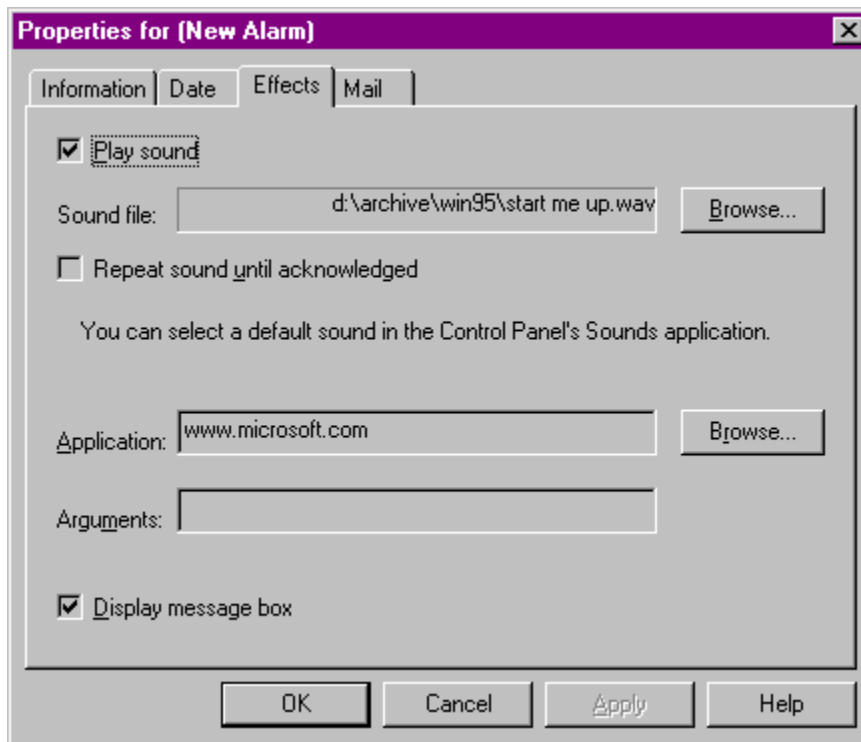 Properties for (New Alarm)
Information Date Effects Mail
Play sound
Sound file: d:\archive\win95\start me up.wav Browse...
Repeat sound until acknowledged
You can select a default sound in the Control Panel's Sounds application.
Application: www.microsoft.com Browse...
Arguments:
Display message box
OK Cancel Apply Help